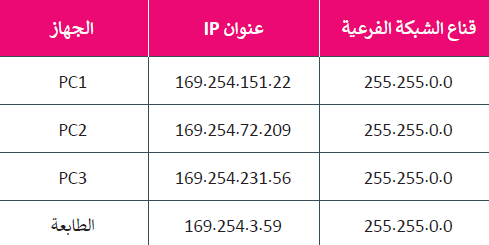 الجهاز عنوان IP قناع الشبكة الفرعية
PC1 169.254.151.22 255.255.0.0
PC2 169.254.72.209 255.255.0.0
PC3 169.254.231.56 255.255.0.0
الطابعة 169.254.3.59 255.255.0.0